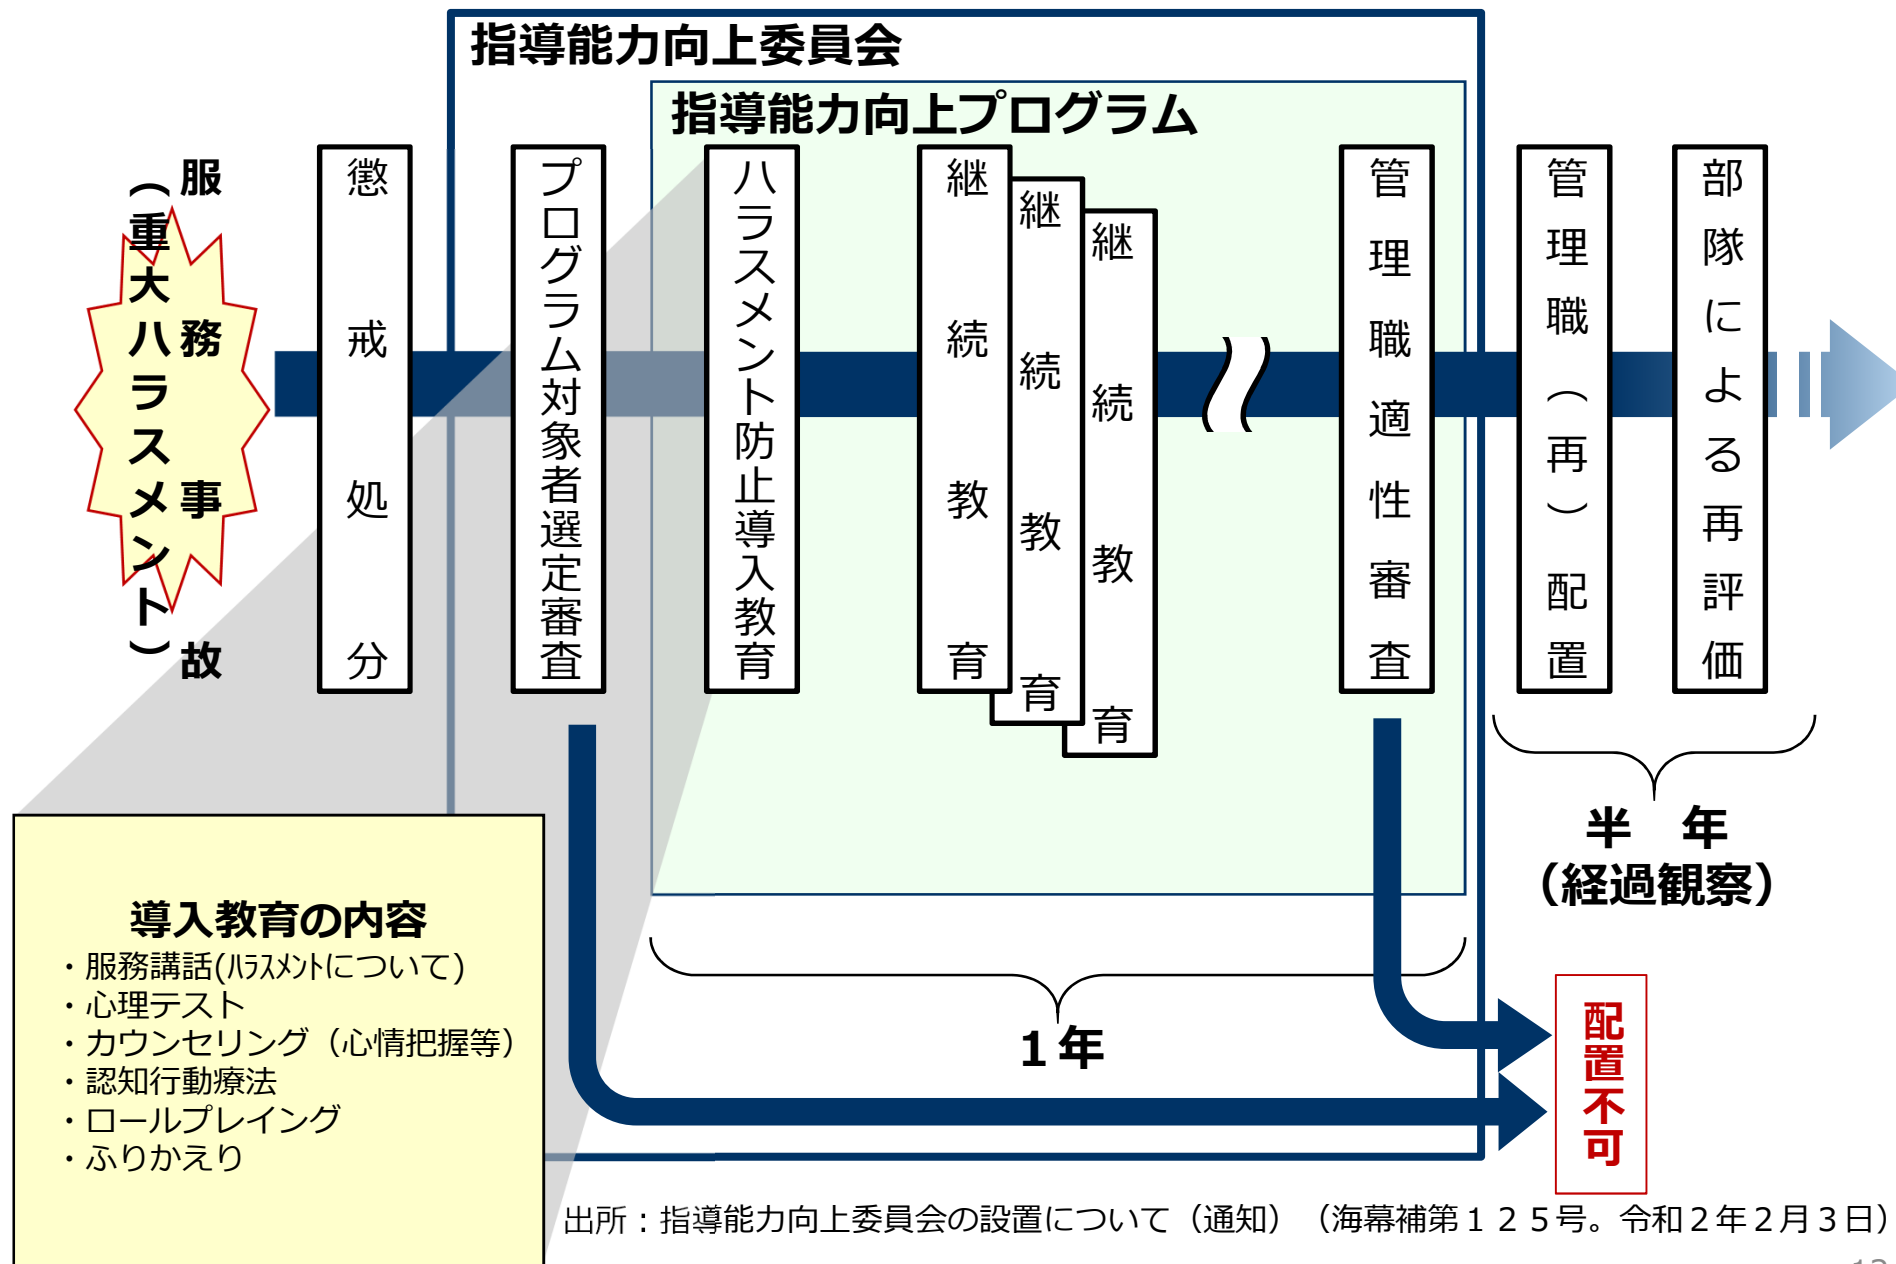 指導能力向上委員会
指導能力向上プログラム
服務事故
（重大ハラスメント）
懲戒処分
プログラム対象者選定審査
ハラスメント防止導入教育
継続教育
継続教育
継続教育
管理職適性審査
管理職（再）配置
部隊による再評価
半　年
（経過観察）
１年
配置不可
導入教育の内容
・服務講話(ﾊﾗｽﾒﾝﾄについて)
・心理テスト
・カウンセリング（心情把握等）
・認知行動療法
・ロールプレイング
・ふりかえり
出所：指導能力向上委員会の設置について（通知）（海幕補第１２５号。令和２年２月３日）